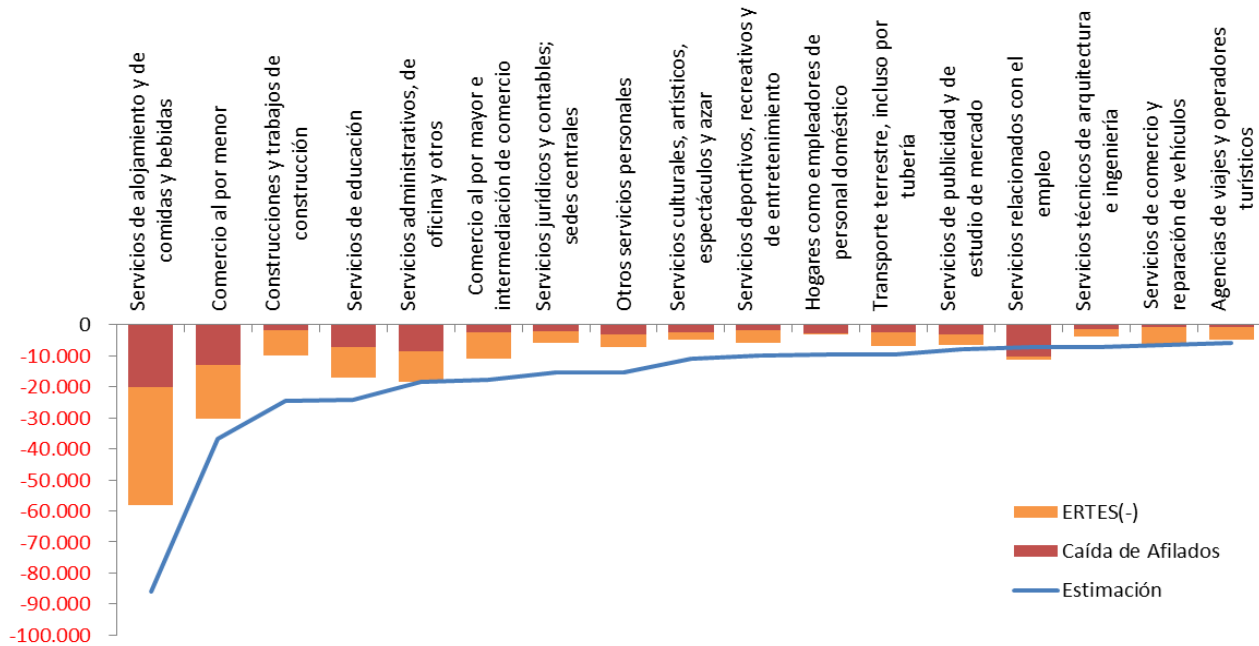 Servicios de alojamiento y de
comidas y bebidas
Comercio al por menor
Construcciones y trabajos de
construcción
Servicios de educación
Servicios administrativos, de
oficina y otros
Comercio al por mayor e
intermediación de comercio
Servicios jurídicos y contables;
sedes centrales
Otros servicios personales
Servicios culturales, artísticos,
espectáculos y azar
Servicios deportivos, recreativos y
de entretenimiento
Hogares como empleadores de
personal doméstico
Transporte terrestre, incluso por
tubería
Servicios de publicidad y de
estudio de mercado
Servicios relacionados con el
empleo
Servicios técnicos de arquitectura
e ingeniería
Servicios de comercio y
reparación de vehículos
Agencias de viajes y operadores
turísticos
0
-10.000
-20.000
-30.000
-40.000
-50.000
-60.000
-70.000
-80.000
-90.000
-100.000
ERTES(-)
Caída de Afilados
Estimación